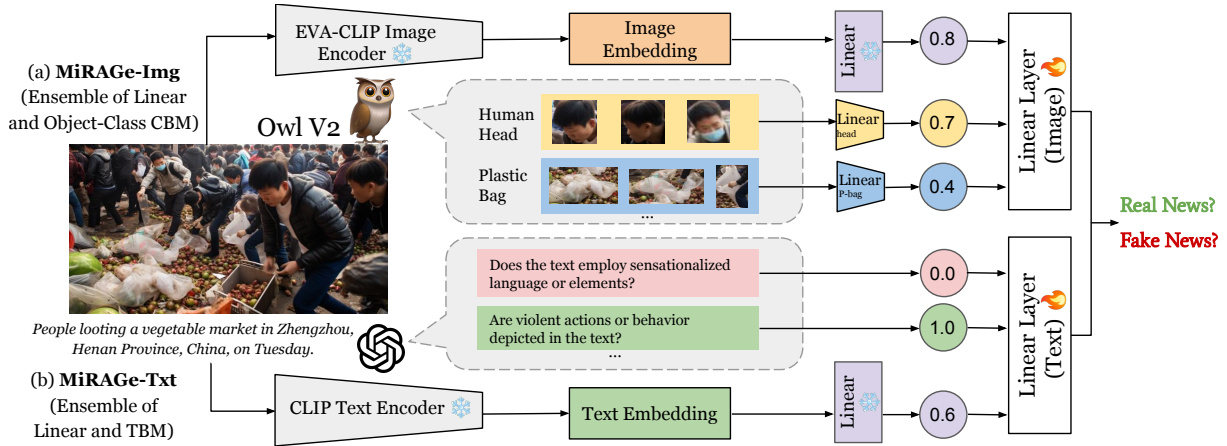 (a) MiRAGe-Img
(Ensemble of Linear
and Object-Class CBM)
EVA-CLIP Image
Encoder
Image
Embedding
Linear
0.8
Owl V2
Human
Head
Linear
head
0.7
Plastic
Bag
Linear
P-bag
0.4
...
Linear Layer
(Image)
Real News?
Fake News?
Does the text employ sensationalized
language or elements?
0.0
Are violent actions or behavior
depicted in the text?
1.0
...
Linear Layer
(Text)
People looting a vegetable market in Zhengzhou,
Henan Province, China, on Tuesday.
(b) MiRAGe-Txt
(Ensemble of
Linear and TBM)
CLIP Text Encoder
Text Embedding
Linear
0.6